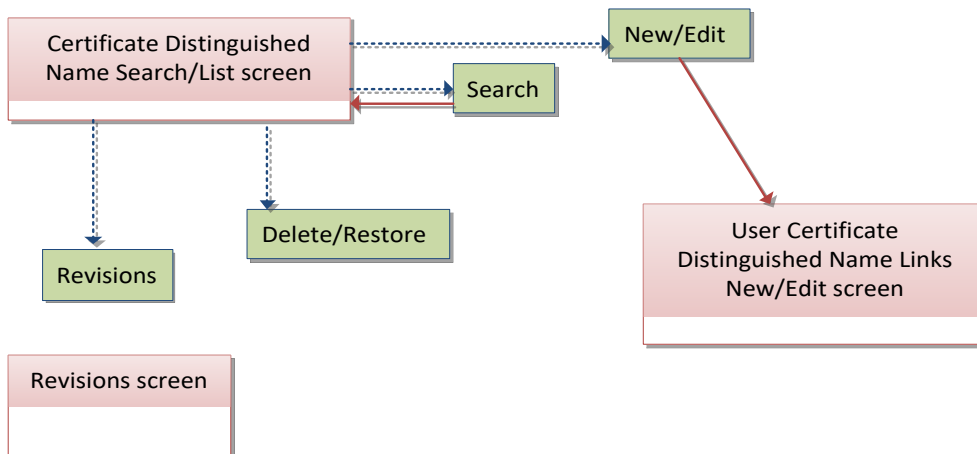 Certificate Distinguished
Name Search/List screen
New/Edit
Search
Delete/Restore
Revisions
User Certificate
Distinguished Name Links
New/Edit screen
Revisions screen